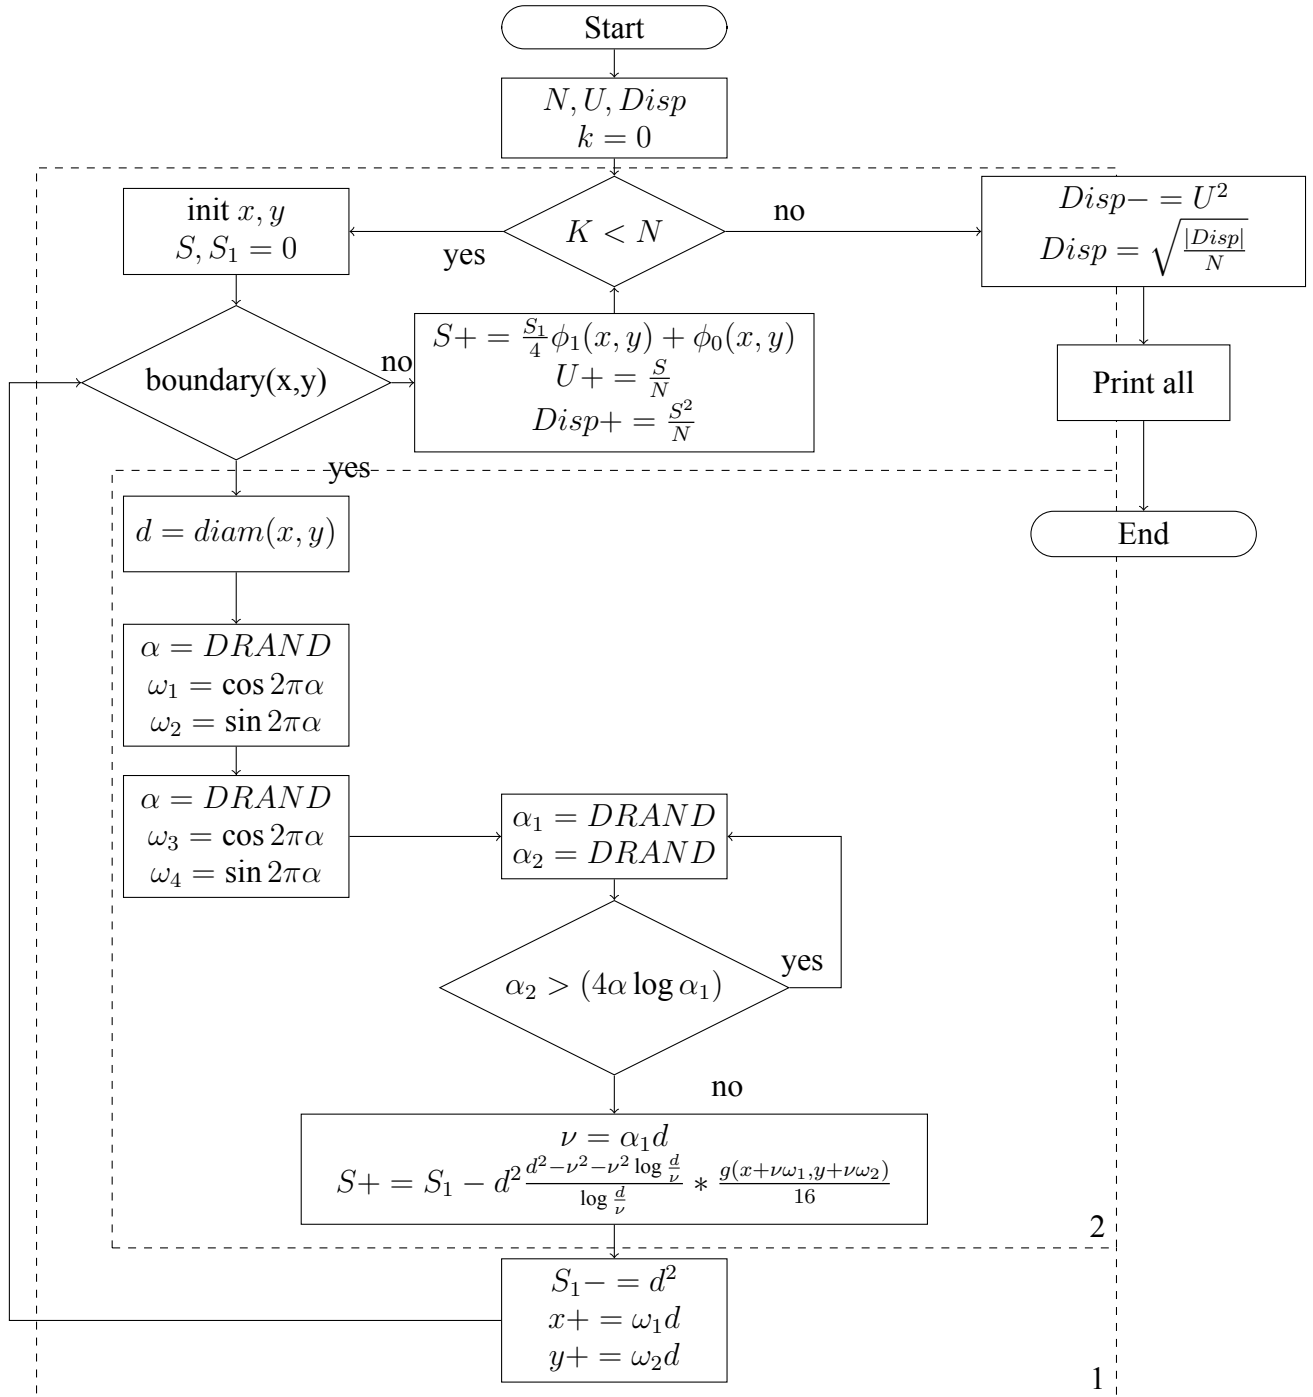 Start
N, U, Disp
k = 0
K < N
yes
no
init x, y
S, S₁ = 0
Disp− = U²
Disp = √(|Disp|/N)
boundary(x,y)
no
yes
S+ = S₁/4 ϕ₁(x, y) + ϕ₀(x, y)
U+ = S/N
Disp+ = S²/N
Print all
End
d = diam(x, y)
α = DRAND
ω₁ = cos 2πα
ω₂ = sin 2πα
α = DRAND
ω₃ = cos 2πα
ω₄ = sin 2πα
α₁ = DRAND
α₂ = DRAND
α₂ > (4α log α₁)
yes
no
ν = α₁d
S+ = S₁ − d² (d²−ν²−ν² log d/ν)/(log d/ν) ∗ g(x+νω₁,y+νω₂)/16
2
S₁− = d²
x+ = ω₁d
y+ = ω₂d
1